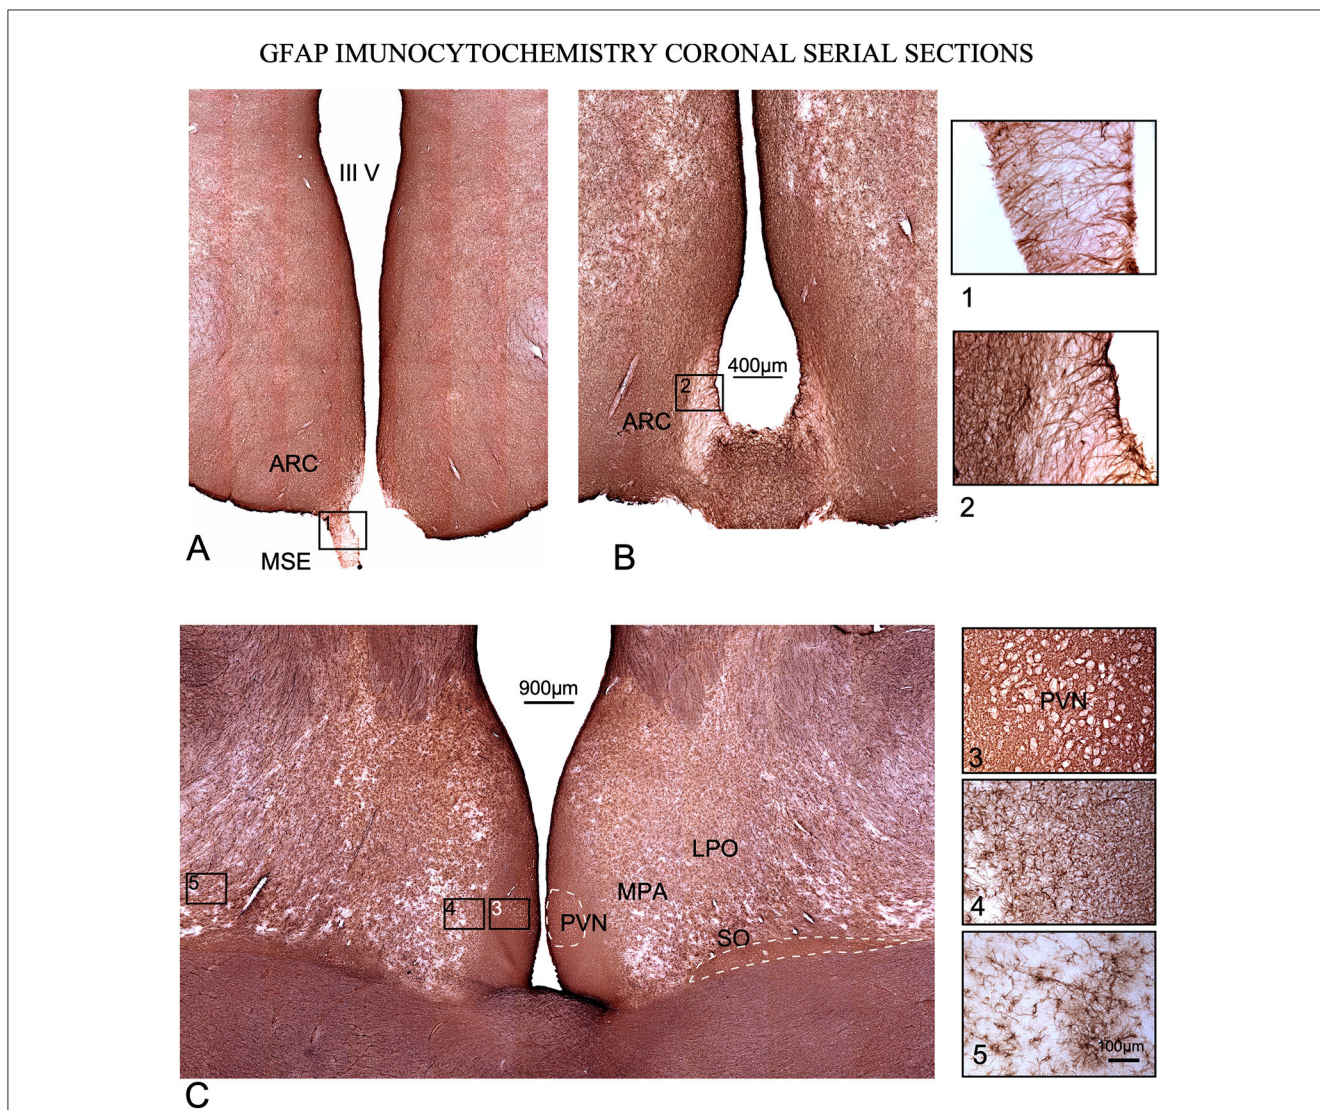 GFAP IMUNOCYTOCHEMISTRY CORONAL SERIAL SECTIONS
III V
ARC
1
MSE
A
400µm
2
ARC
B
1
2
900µm
5
4
3
PVN
MPA
LPO
SO
C
PVN
3
4
100µm
5